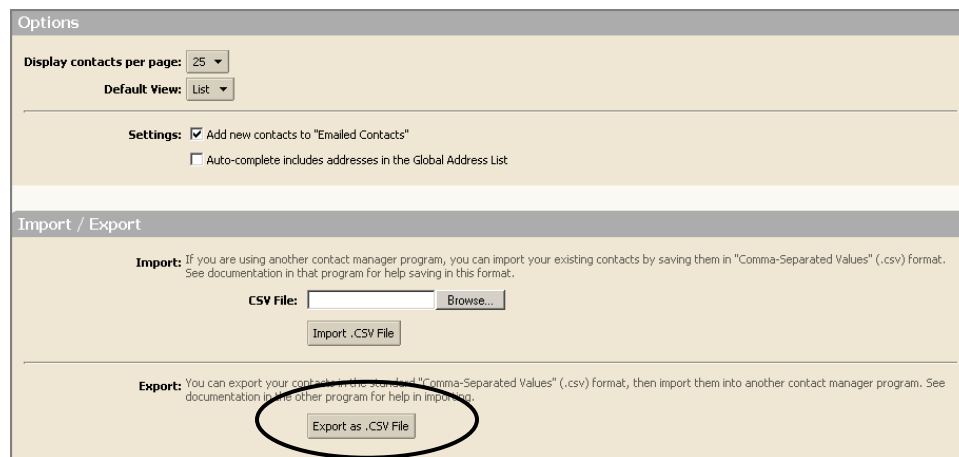 Options
Display contacts per page: 25
Default View: List
Settings: Add new contacts to "Emailed Contacts"
Auto-complete includes addresses in the Global Address List
Import / Export
Import: If you are using another contact manager program, you can import your existing contacts by saving them in "Comma-Separated Values" (.csv) format.
See documentation in that program for help saving in this format.
CSV File: Browse...
Import .CSV File
Export: You can export your contacts in the standard "Comma-Separated Values" (.csv) format, then import them into another contact manager program. See
documentation in the other program for help in importing.
Export as .CSV File